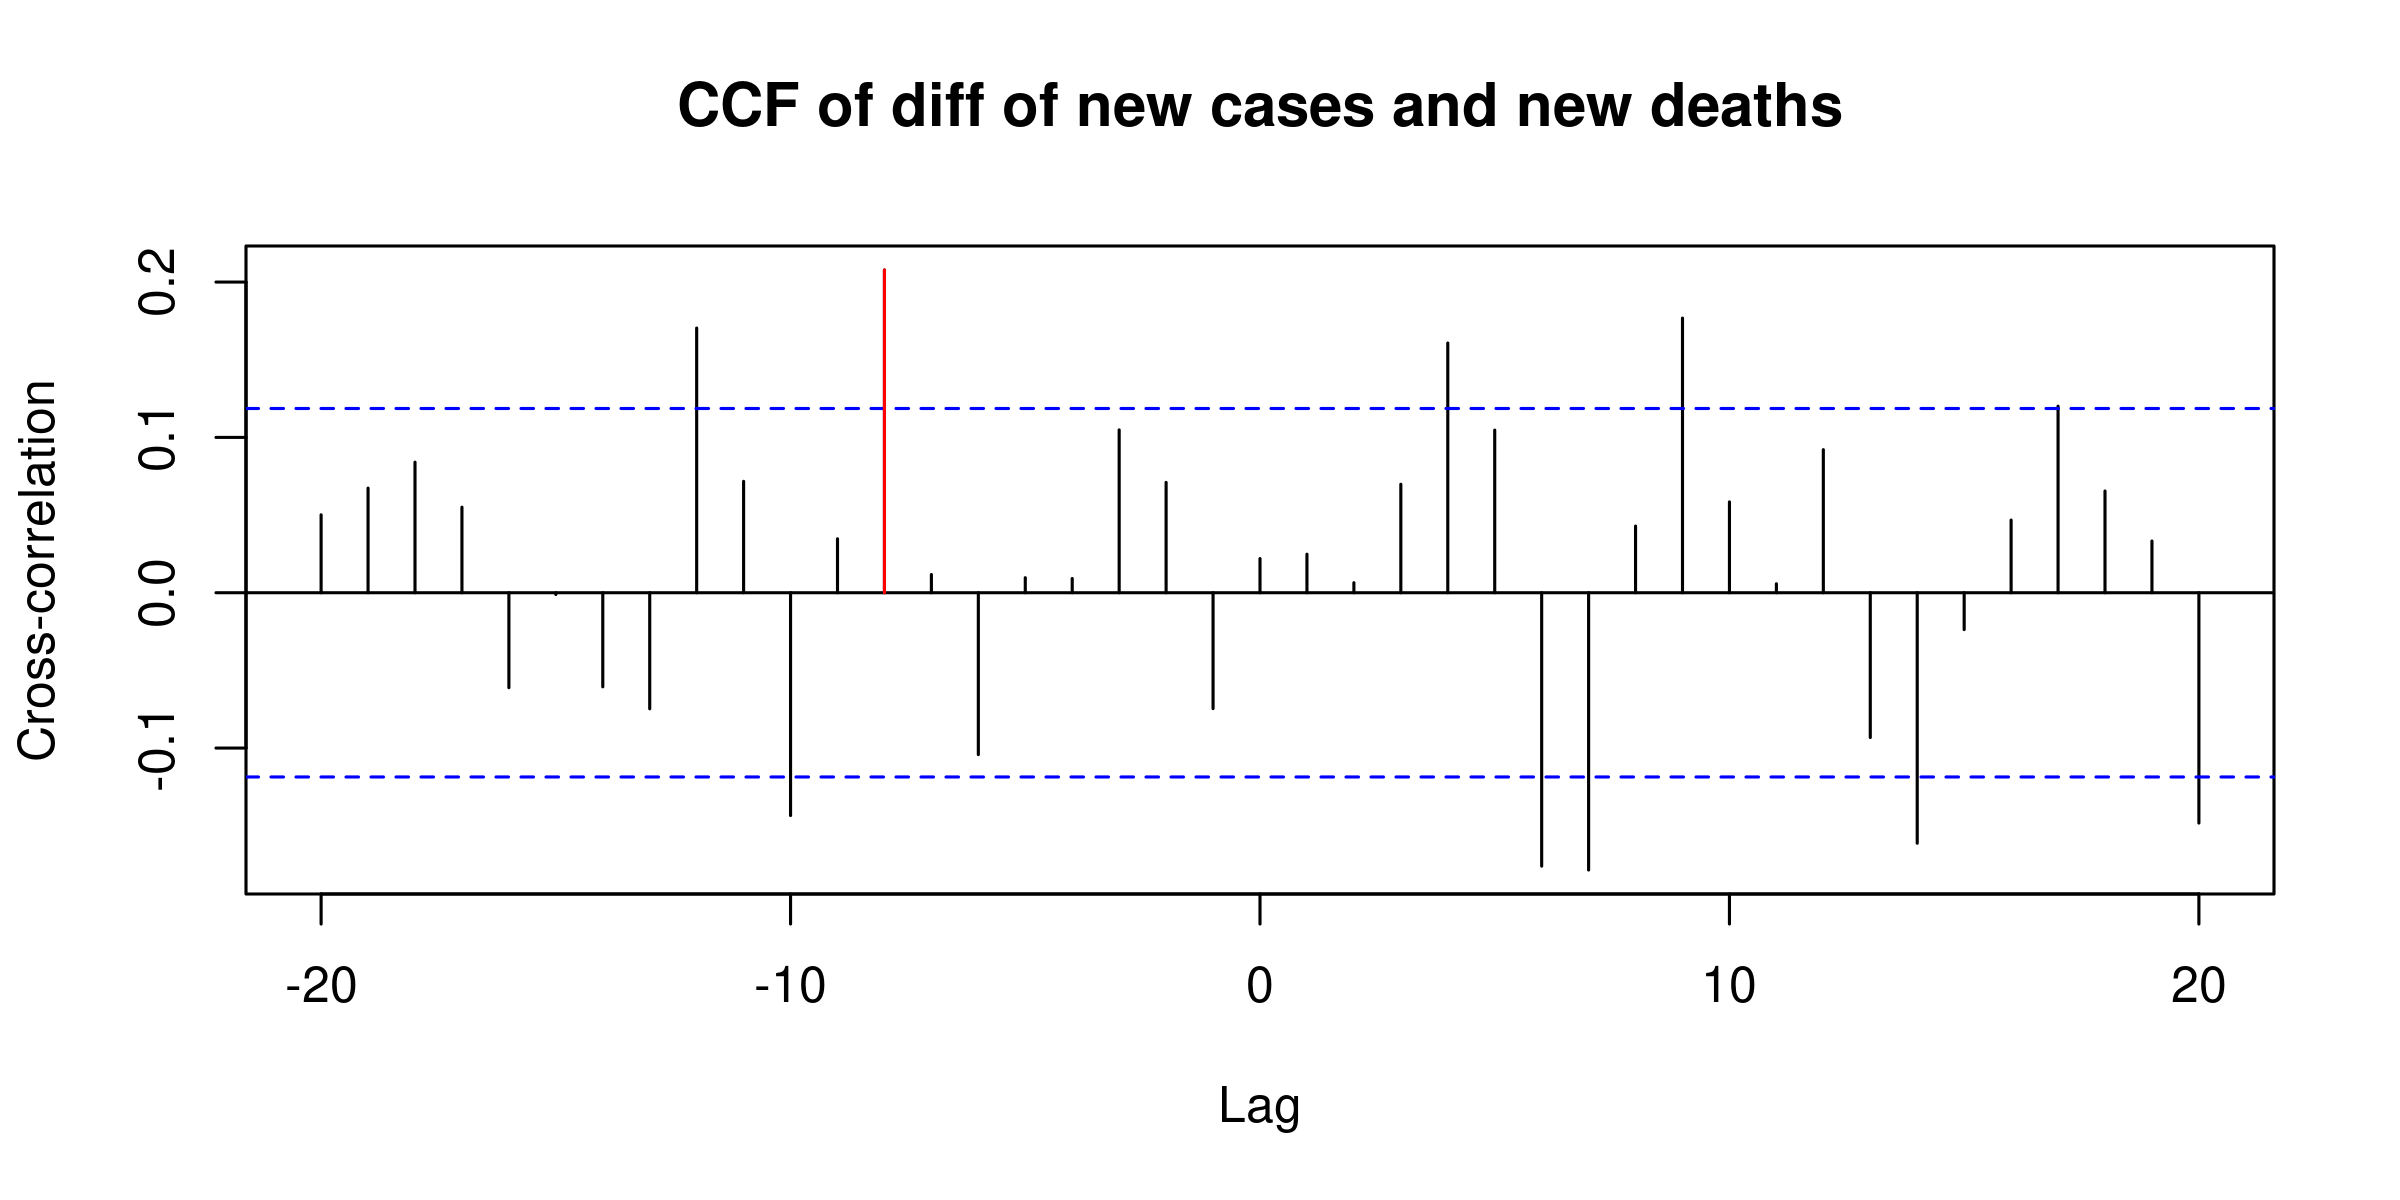 CCF of diff of new cases and new deaths
Cross-correlation
0.2
0.1
0.0
-0.1
-20 -10 0 10 20
Lag